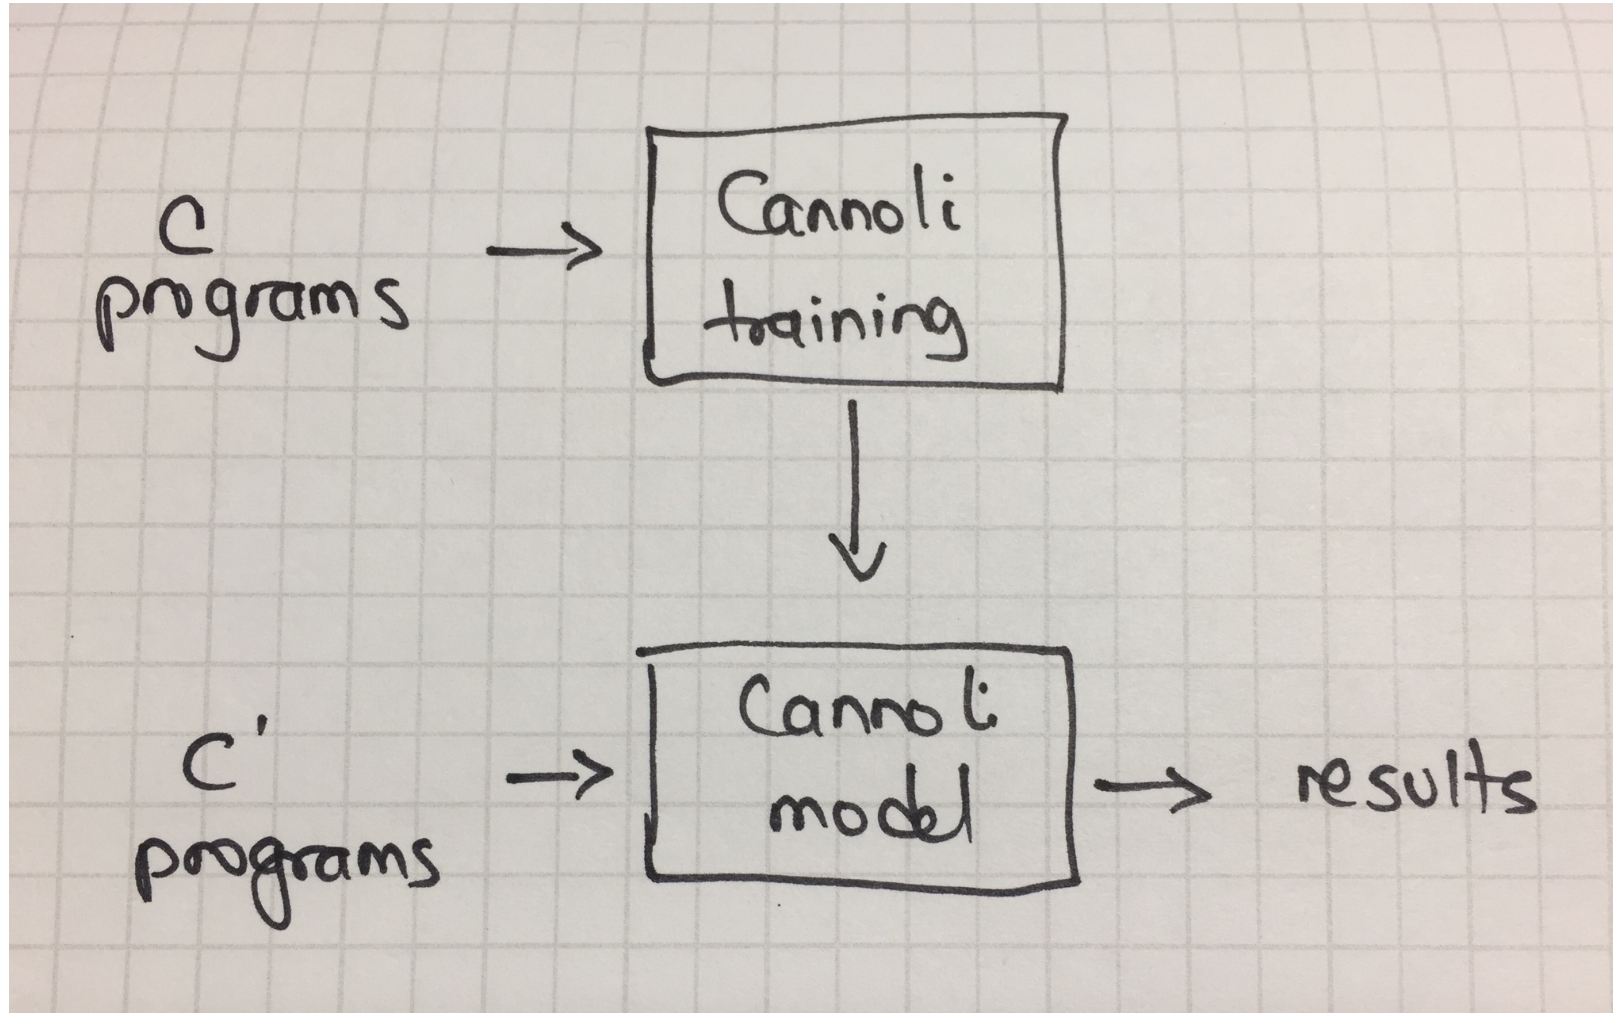 C
programs
Cannoli
training
C'
programs
Cannoli
model
results